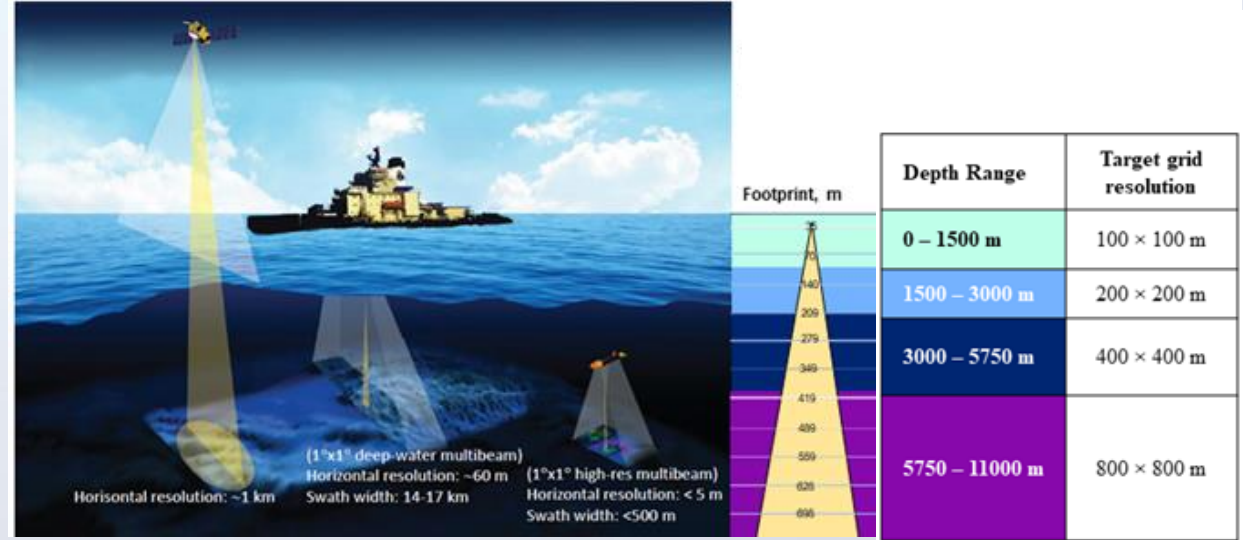 Horisontal resolution: ~1 km
(1°x1° deep-water multibeam)
Horizontal resolution: ~60 m
Swath width: 14-17 km
(1°x1° high-res multibeam)
Horizontal resolution: < 5 m
Swath width: <500 m
Footprint, m
70
140
209
279
349
419
489
559
628
698
Depth Range
Target grid
resolution
0 – 1500 m
100 × 100 m
1500 – 3000 m
200 × 200 m
3000 – 5750 m
400 × 400 m
5750 – 11000 m
800 × 800 m